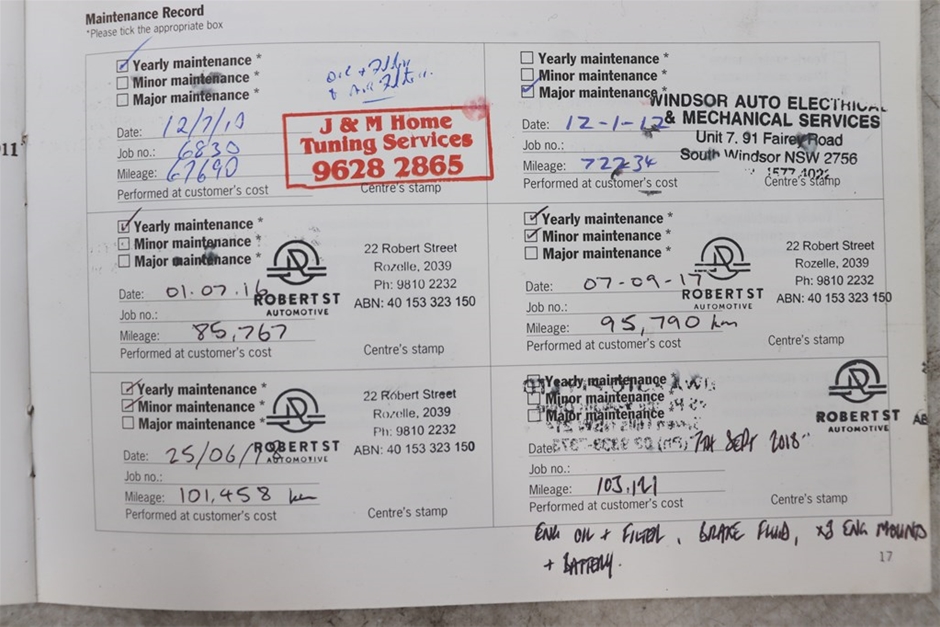 Maintenance Record
*Please tick the appropriate box
Yearly maintenance *
Minor maintenance *
Major maintenance *
Oil + Filter
+ Air Filter
Date: 12/7/10
Job no.: 6830
Mileage: 67690
Performed at customer's cost
J & M Home
Tuning Services
9628 2865
Centre's stamp
Yearly maintenance *
Minor maintenance *
Major maintenance
WINDSOR AUTO ELECTRICAL
& MECHANICAL SERVICES
Unit 7, 91 Fairey Road
South Windsor NSW 2756
Date: 12-1-12
Job no.:
Mileage: 72234
Performed at customer's cost
Centre's stamp
11
Yearly maintenance *
Minor maintenance *
Major maintenance *
Date: 01.07.16
Job no.:
Mileage: 85,767
Performed at customer's cost
ROBERT ST
AUTOMOTIVE
22 Robert Street
Rozelle, 2039
Ph: 9810 2232
ABN: 40 153 323 150
Centre's stamp
Yearly maintenance *
Minor maintenance *
Major maintenance *
Date: 07-09-17
Job no.:
Mileage: 95,790 km
Performed at customer's cost
ROBERT ST
AUTOMOTIVE
22 Robert Street
Rozelle, 2039
Ph: 9810 2232
ABN: 40 153 323 150
Centre's stamp
Yearly maintenance *
Minor maintenance *
Major maintenance *
Date: 25/06/18
Job no.:
Mileage: 101,458 km
Performed at customer's cost
ROBERT ST
AUTOMOTIVE
22 Robert Street
Rozelle, 2039
Ph: 9810 2232
ABN: 40 153 323 150
Centre's stamp
Yearly maintenance
Minor maintenance
Major maintenance
Date: 7th SEPT 2018
Job no.:
Mileage: 103,121
Performed at customer's cost
ROBERT ST
AUTOMOTIVE
Centre's stamp
ENG OIL + FILTER, BRAKE FLUID, x3 ENG MOUNTS
+ BATTERY.
17